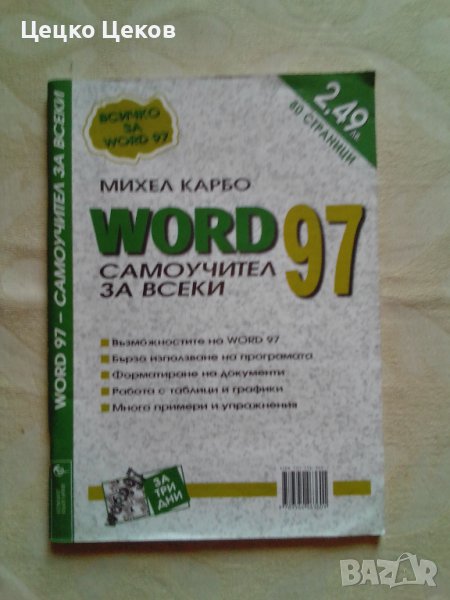 Цецко Цеков
WORD 97 – САМОУЧИТЕЛ ЗА ВСЕКИ
ВСИЧКО
ЗА
WORD 97
2,49 лв.
80 СТРАНИЦИ
МИХЕЛ КАРБО
WORD 97
САМОУЧИТЕЛ
ЗА ВСЕКИ
Възможностите на WORD 97
Бърза използване на програмата
Форматиране на документи
Работа с таблици и графики
Много примери и упражнения
ЗА
ТРИ
ДНИ
BAZAR